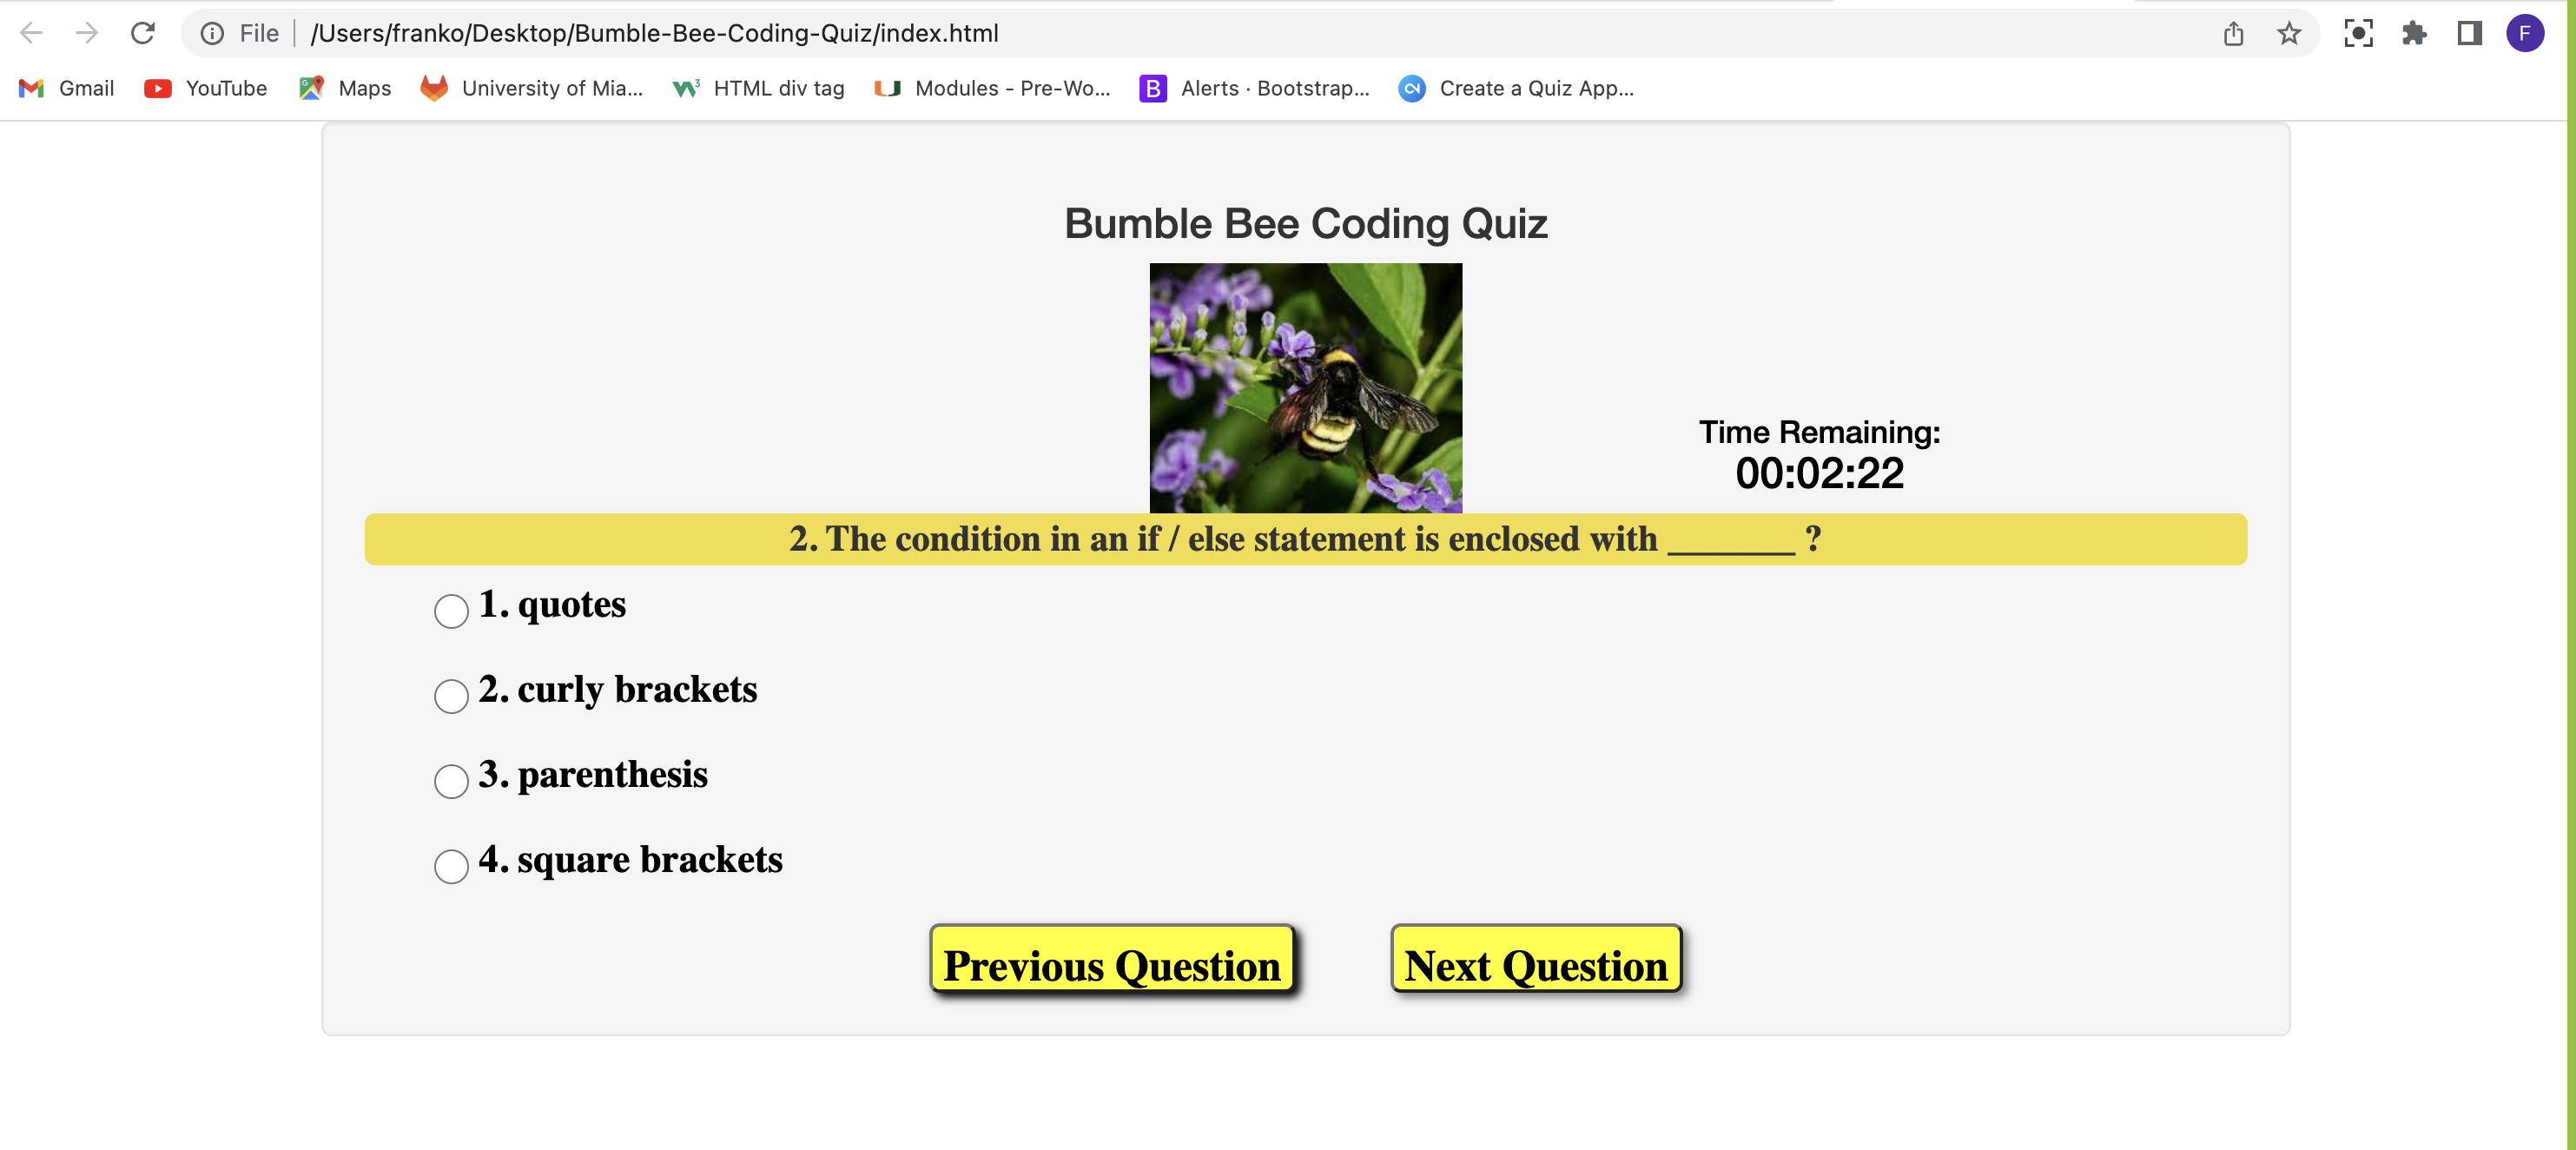 File /Users/franko/Desktop/Bumble-Bee-Coding-Quiz/index.html
F
Gmail YouTube Maps University of Mia... HTML div tag Modules - Pre-Wo... B Alerts · Bootstrap... Create a Quiz App...
Bumble Bee Coding Quiz
Time Remaining:
00:02:22
2. The condition in an if / else statement is enclosed with _______ ?
1. quotes
2. curly brackets
3. parenthesis
4. square brackets
Previous Question Next Question